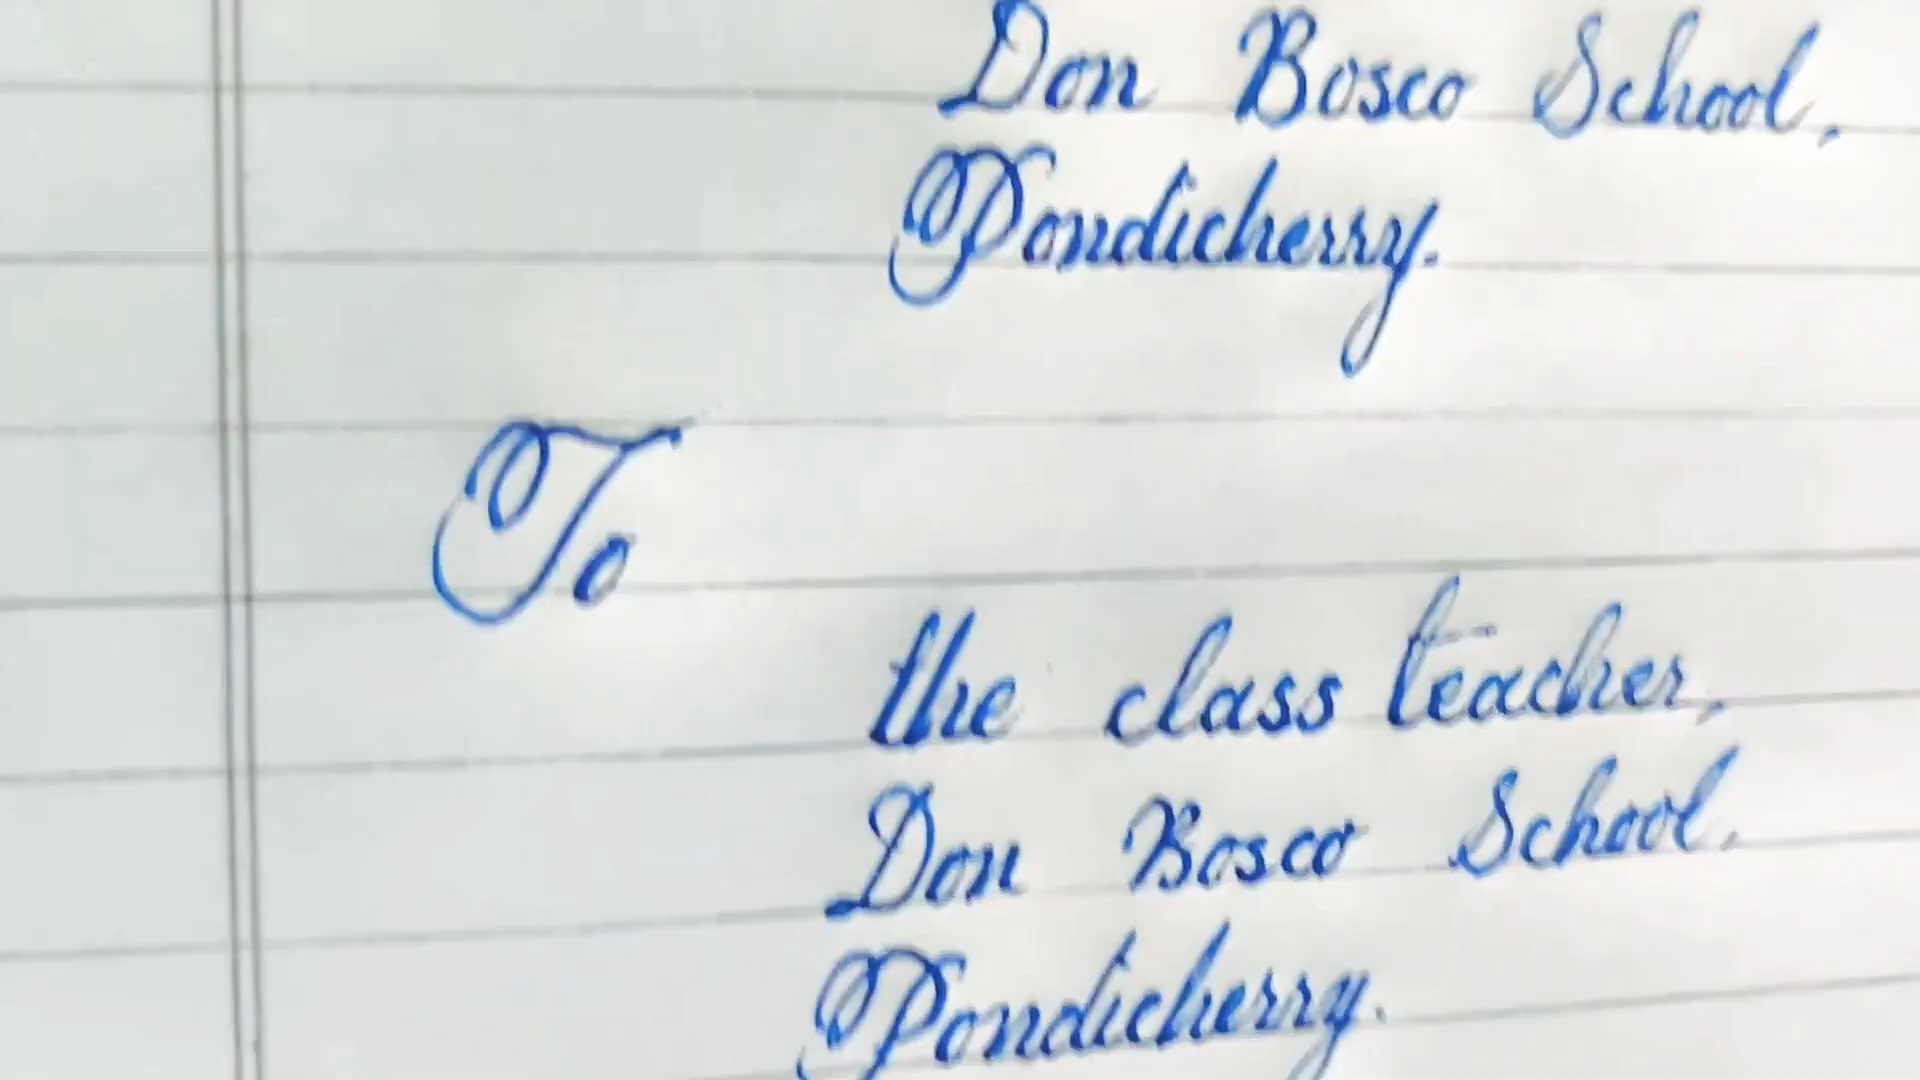 Don Bosco School,
Pondicherry.
To
the class teacher,
Don Bosco School.
Pondicherry.